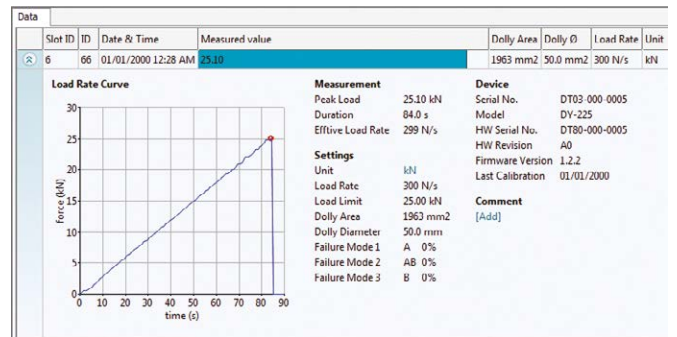 Data
Slot ID ID Date & Time Measured value Dolly Area Dolly Ø Load Rate Unit
6 66 01/01/2000 12:28 AM 25.10 1963 mm2 50.0 mm2 300 N/s kN
Load Rate Curve
force (kN)
30
25
20
15
10
5
0
0 10 20 30 40 50 60 70 80 90
time (s)
Measurement
Peak Load 25.10 kN
Duration 84.0 s
Efftive Load Rate 299 N/s
Settings
Unit kN
Load Rate 300 N/s
Load Limit 25.00 kN
Dolly Area 1963 mm2
Dolly Diameter 50.0 mm
Failure Mode 1 A 0%
Failure Mode 2 AB 0%
Failure Mode 3 B 0%
Device
Serial No. DT03-000-0005
Model DY-225
HW Serial No. DT80-000-0005
HW Revision A0
Firmware Version 1.2.2
Last Calibration 01/01/2000
Comment
[Add]